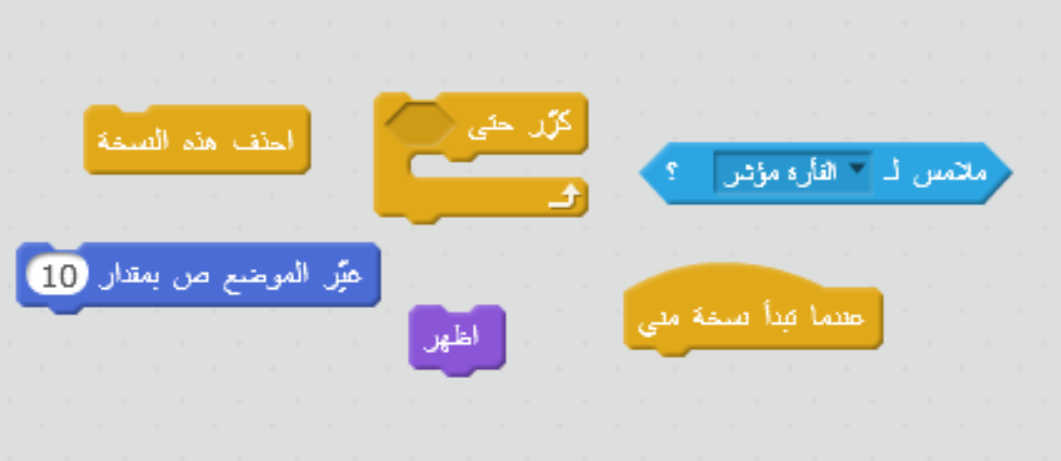 كرّر حتى
احذف هذه النسخة
ملامس لـ الفأرة مؤشر ؟
غيّر الموضع ص بمقدار 10
عندما تبدأ نسخة مني
اظهر